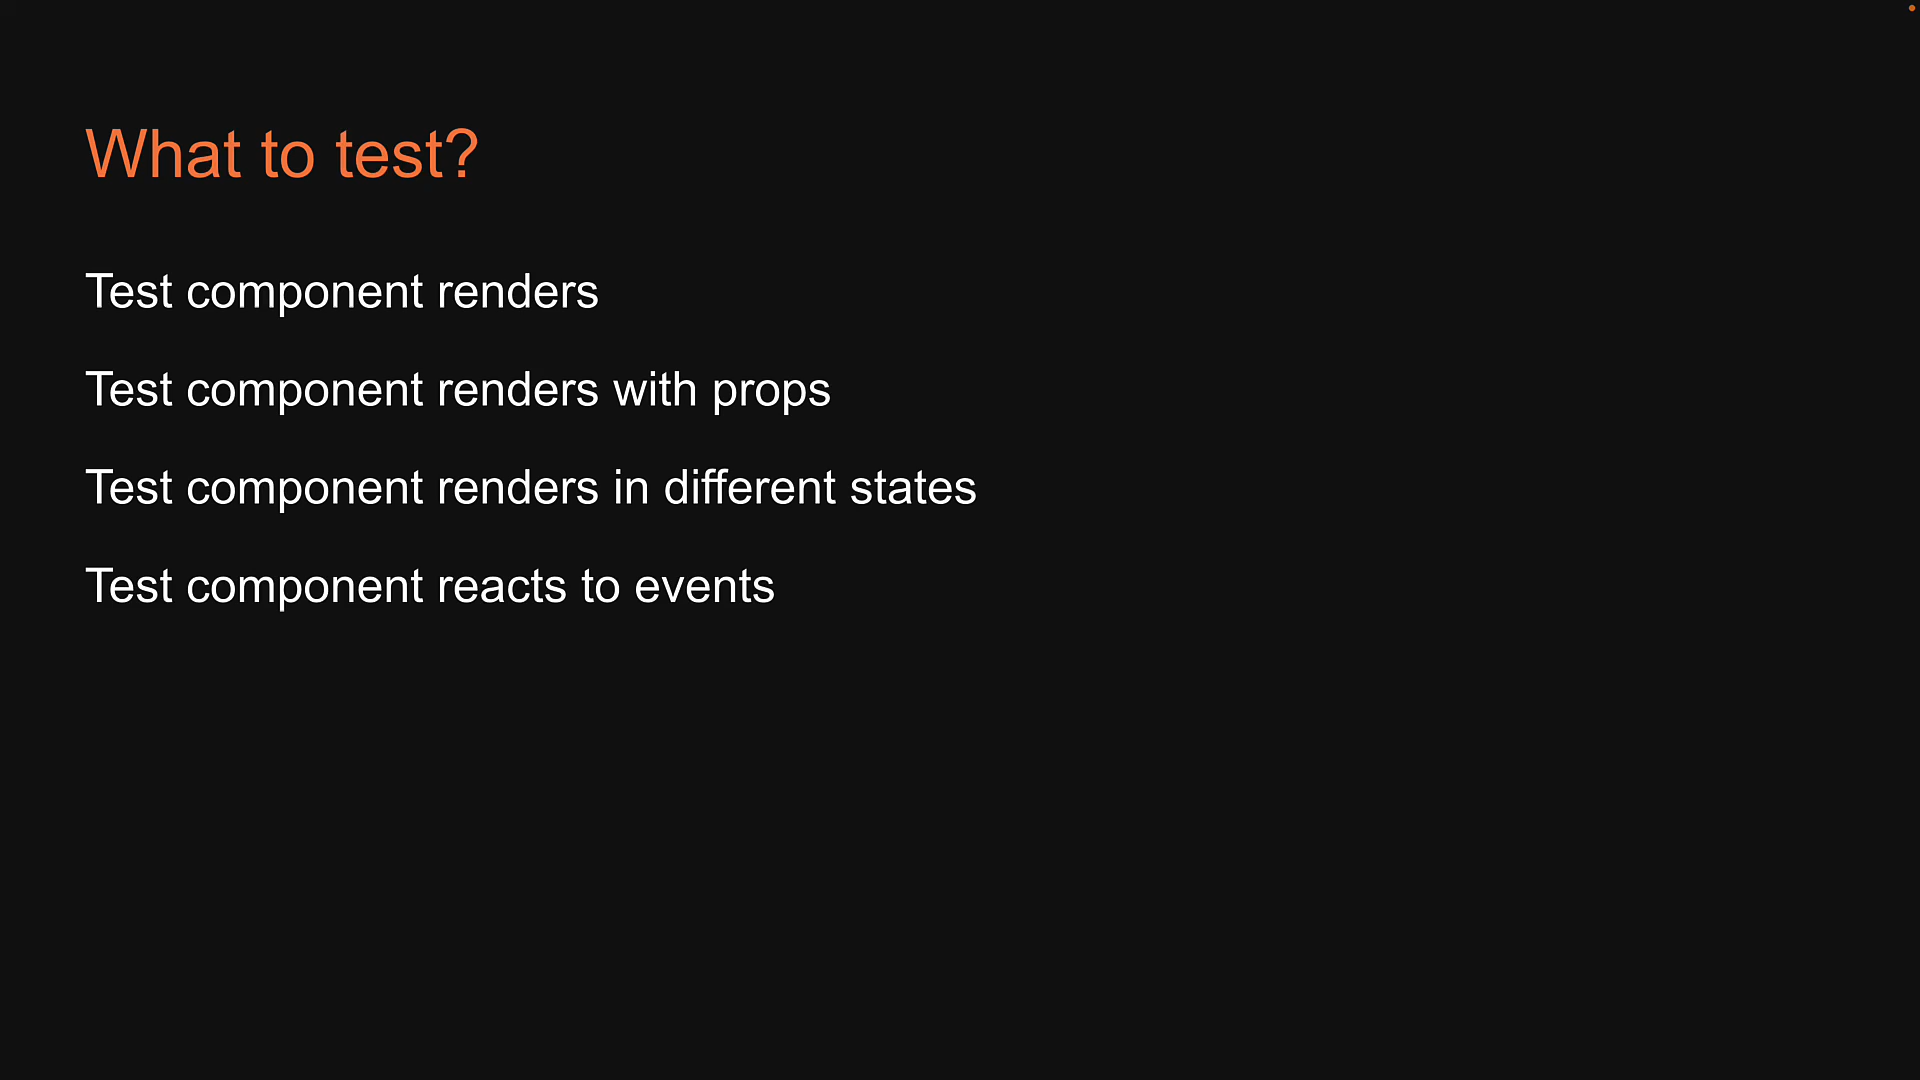 What to test?
Test component renders
Test component renders with props
Test component renders in different states
Test component reacts to events